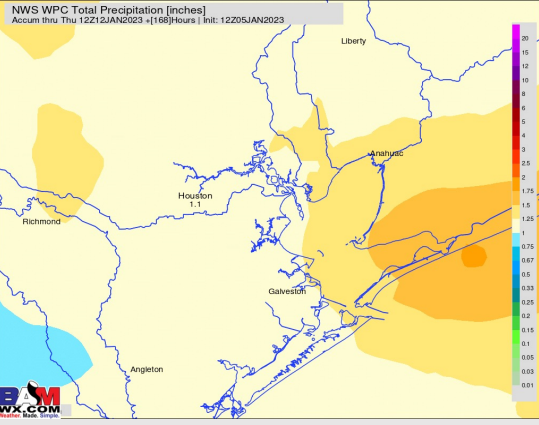 NWS WPC Total Precipitation [inches]
Accum thru Thu 12Z12JAN2023 +[168]Hours | Init: 12Z05JAN2023
Liberty
Anahuac
Houston
1.1
Richmond
Galveston
Angleton
20
15
12
10
8
6
5
4
3
2.5
2
1.75
1.5
1.25
1
0.75
0.67
0.5
0.33
0.25
0.2
0.15
0.1
0.05
0.03
0.01
BAM
WX.COM
Weather. Made. Simple.